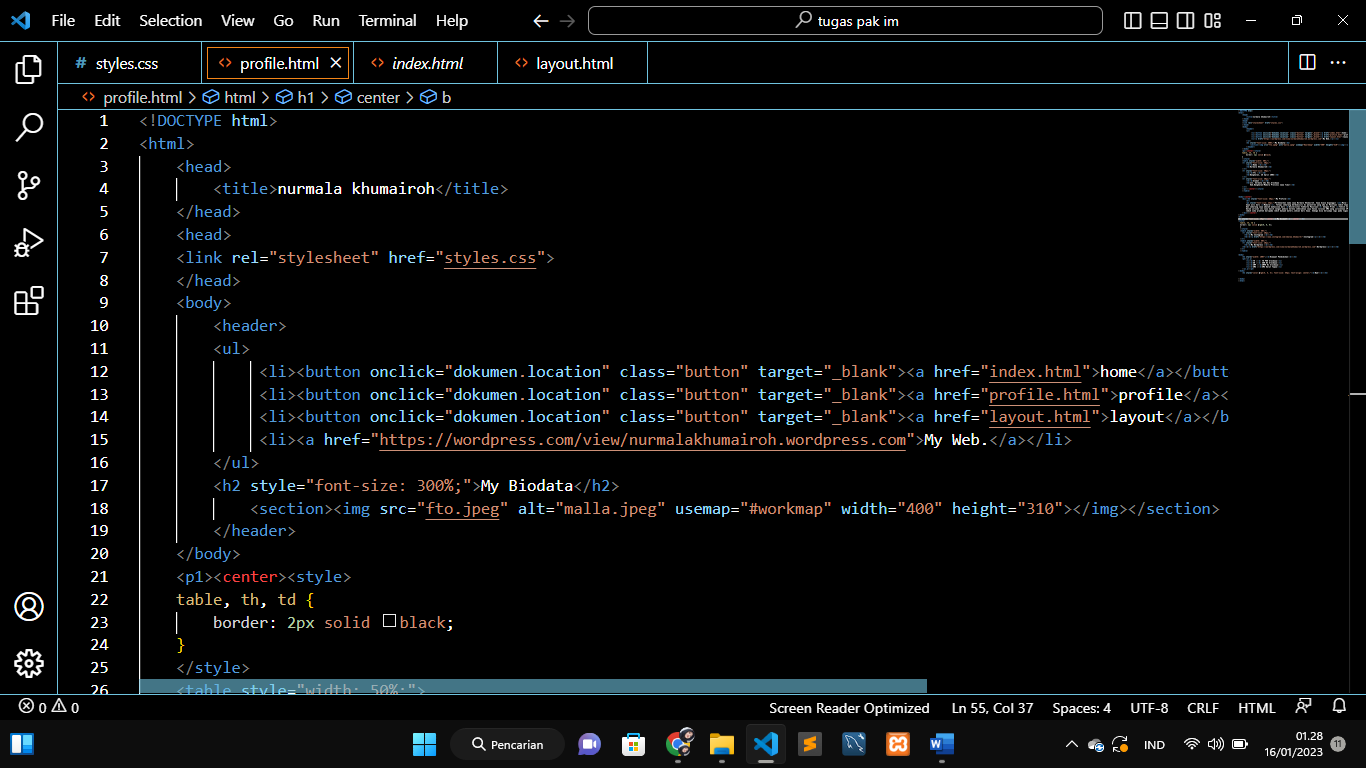 File Edit Selection View Go Run Terminal Help tugas pak im
# styles.css <> profile.html <> index.html <> layout.html
<> profile.html > html > h1 > center > b
1 <!DOCTYPE html>
2 <html>
3 <head>
4 <title>nurmala khumairoh</title>
5 </head>
6 <head>
7 <link rel="stylesheet" href="styles.css">
8 </head>
9 <body>
10 <header>
11 <ul>
12 <li><button onclick="dokumen.location" class="button" target="_blank"><a href="index.html">home</a></butt
13 <li><button onclick="dokumen.location" class="button" target="_blank"><a href="profile.html">profile</a><
14 <li><button onclick="dokumen.location" class="button" target="_blank"><a href="layout.html">layout</a></b
15 <li><a href="https://wordpress.com/view/nurmalakhumairoh.wordpress.com">My Web.</a></li>
16 </ul>
17 <h2 style="font-size: 300%;">My Biodata</h2>
18 <section><img src="fto.jpeg" alt="malla.jpeg" usemap="#workmap" width="400" height="310"></img></section>
19 </header>
20 </body>
21 <p1><center><style>
22 table, th, td {
23 border: 2px solid black;
24 }
25 </style>
26 <table style="width: 50%;">
0 0 Screen Reader Optimized Ln 55, Col 37 Spaces: 4 UTF-8 CRLF HTML
Pencarian IND 01.28
16/01/2023 11